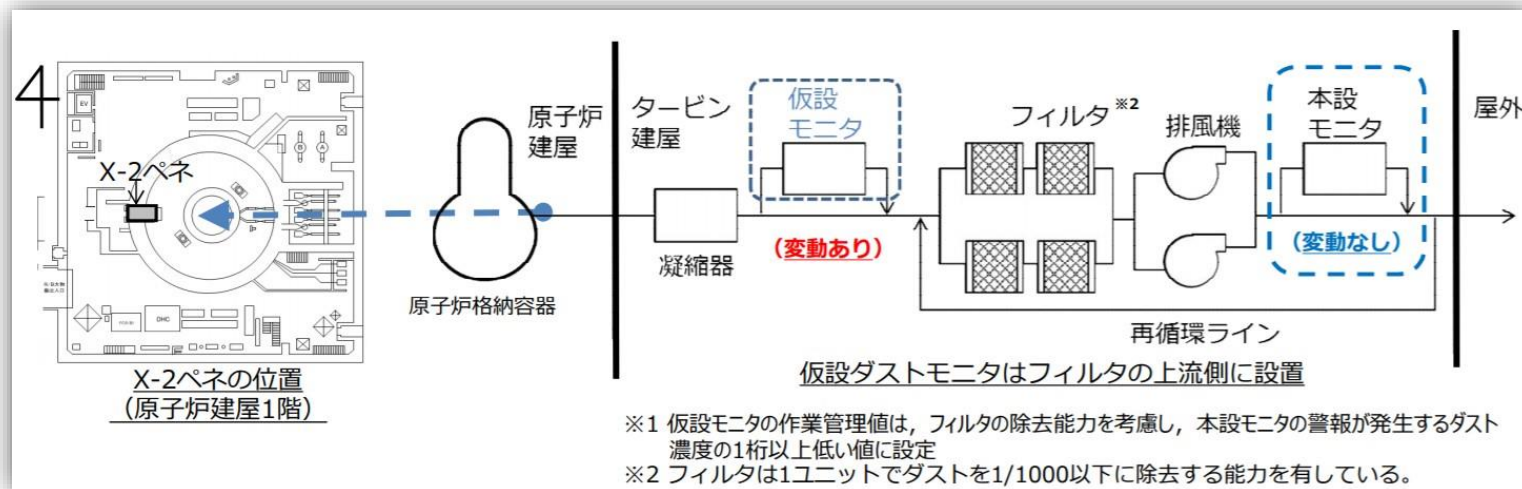 4
EV
X-2ペネ
DHC
X-2ペネの位置
（原子炉建屋1階）
原子炉
建屋
原子炉格納容器
タービン
建屋
凝縮器
仮設
モニタ
（変動あり）
フィルタ※2
排風機
本設
モニタ
（変動なし）
屋外
再循環ライン
仮設ダストモニタはフィルタの上流側に設置
※1 仮設モニタの作業管理値は，フィルタの除去能力を考慮し，本設モニタの警報が発生するダスト
濃度の1桁以上低い値に設定
※2 フィルタは1ユニットでダストを1/1000以下に除去する能力を有している。